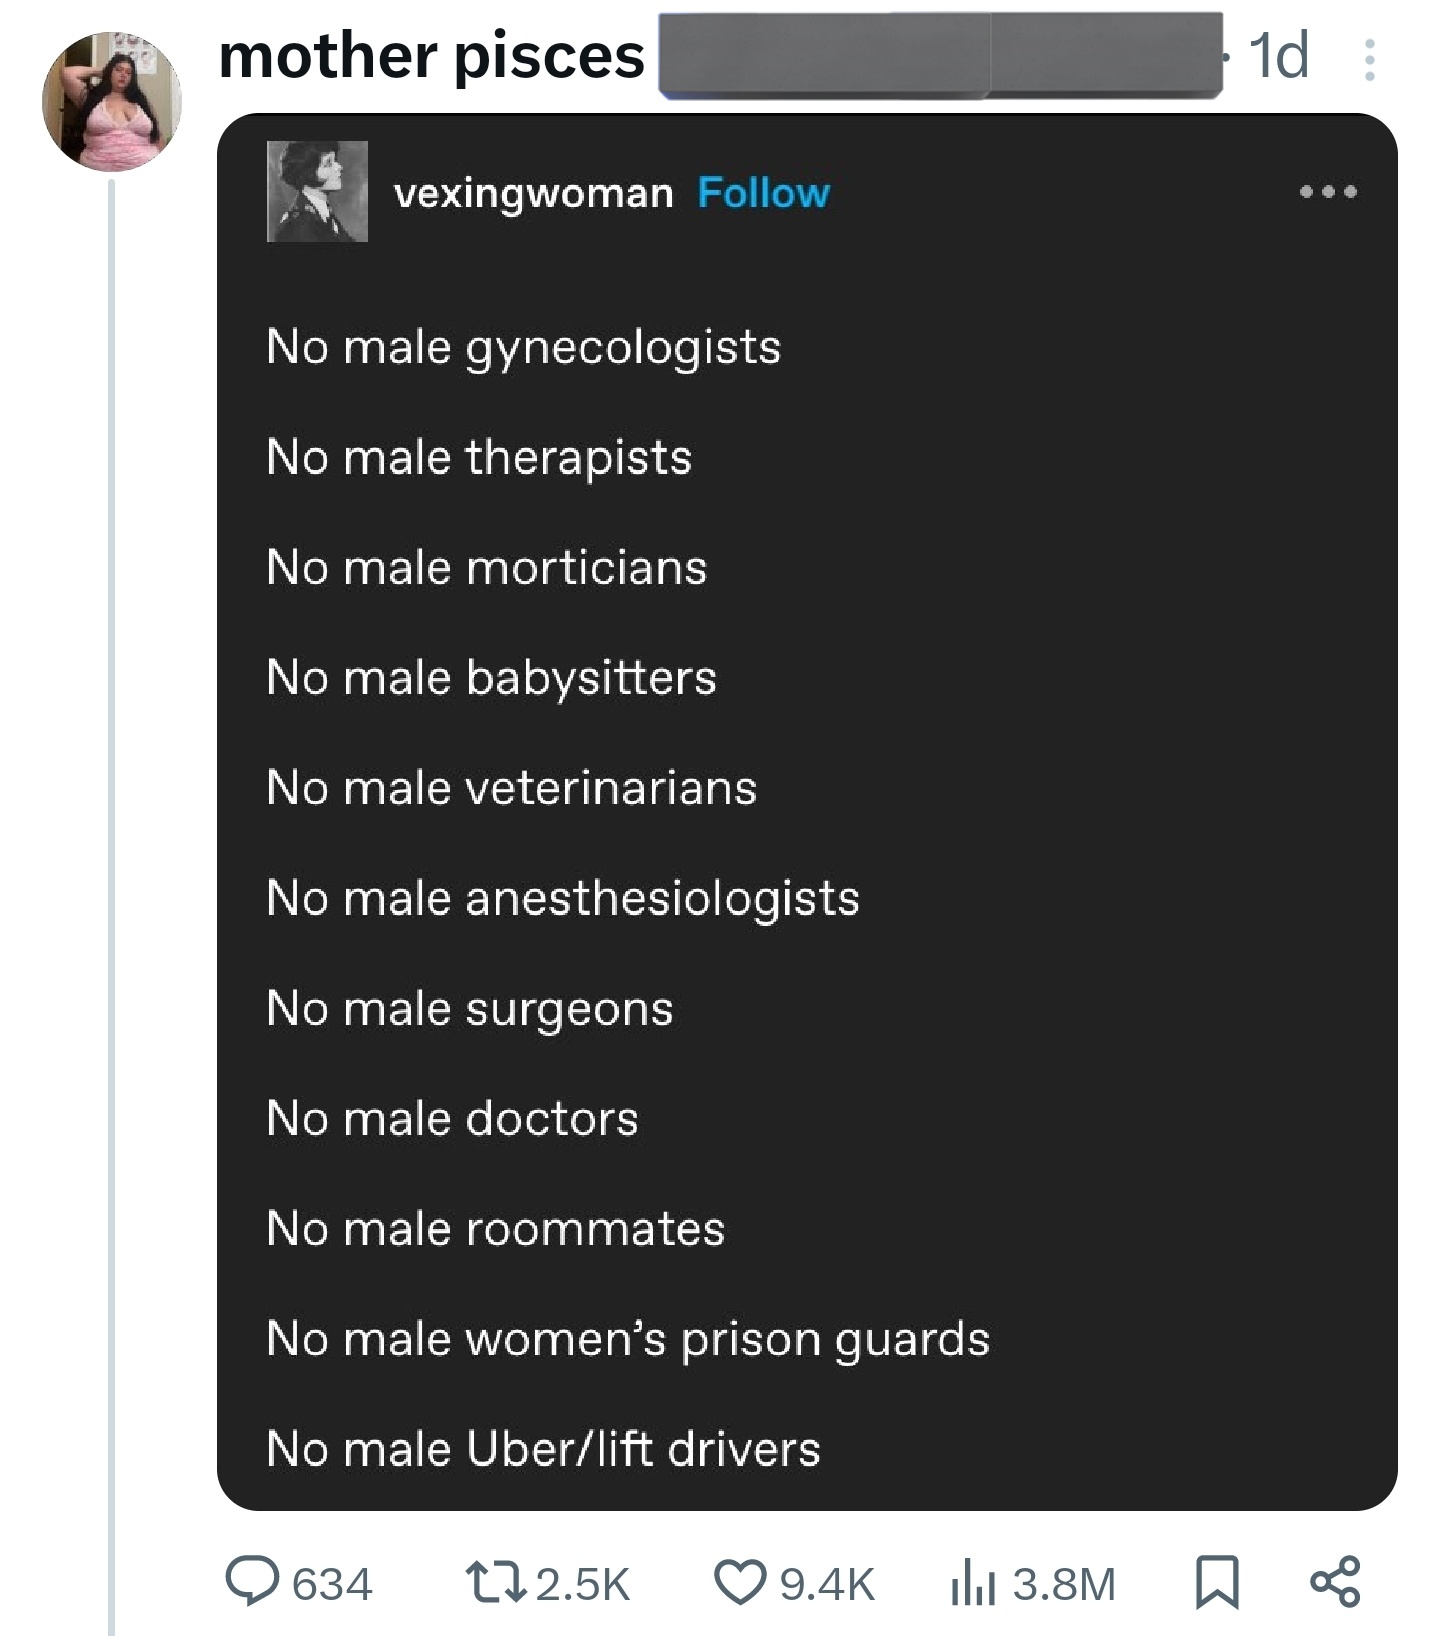 mother pisces · 1d
vexingwoman Follow
No male gynecologists
No male therapists
No male morticians
No male babysitters
No male veterinarians
No male anesthesiologists
No male surgeons
No male doctors
No male roommates
No male women’s prison guards
No male Uber/lift drivers
634 2.5K 9.4K 3.8M